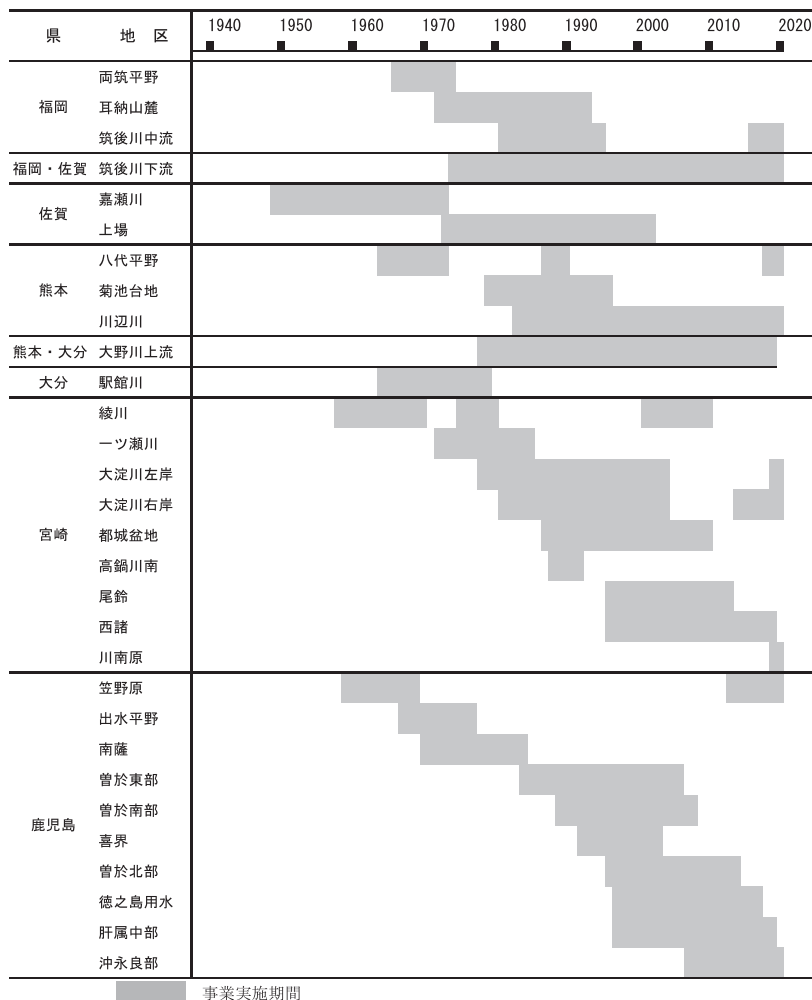 県 地 区 1940 1950 1960 1970 1980 1990 2000 2010 2020
両筑平野
福岡 耳納山麓
筑後川中流
福岡・佐賀 筑後川下流
佐賀 嘉瀬川
上場
八代平野
熊本 菊池台地
川辺川
熊本・大分 大野川上流
大分 駅館川
綾川
一ツ瀬川
大淀川左岸
大淀川右岸
宮崎 都城盆地
高鍋川南
尾鈴
西諸
川南原
笠野原
出水平野
南薩
曽於東部
鹿児島 曽於南部
喜界
曽於北部
徳之島用水
肝属中部
沖永良部
事業実施期間